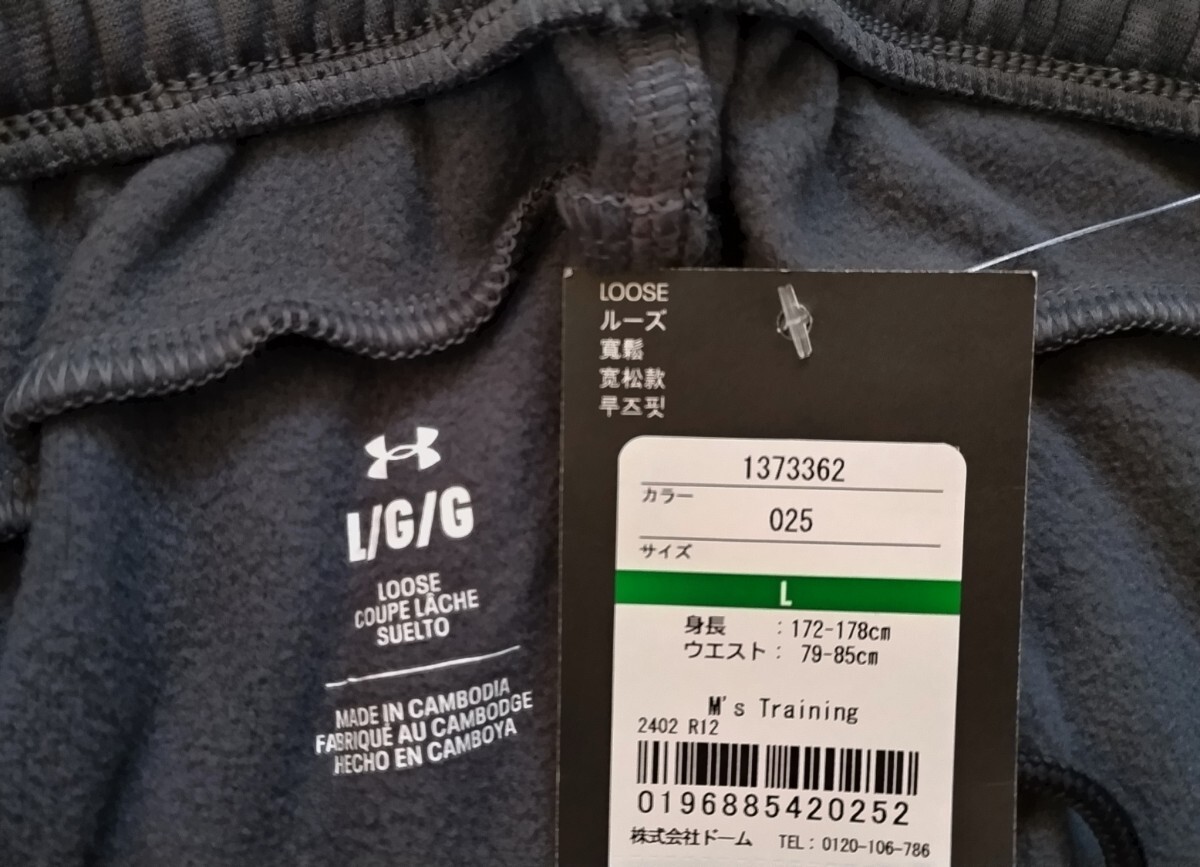 LOOSE
ルーズ
寬鬆
宽松款
루즈핏
1373362
カラー
025
サイズ
L
身長 : 172-178cm
ウエスト : 79-85cm
M's Training
2402 R12
0196885420252
株式会社ドーム TEL : 0120-106-786
L/G/G
LOOSE
COUPE LÂCHE
SUELTO
MADE IN CAMBODIA
FABRIQUÉ AU CAMBODGE
HECHO EN CAMBOYA